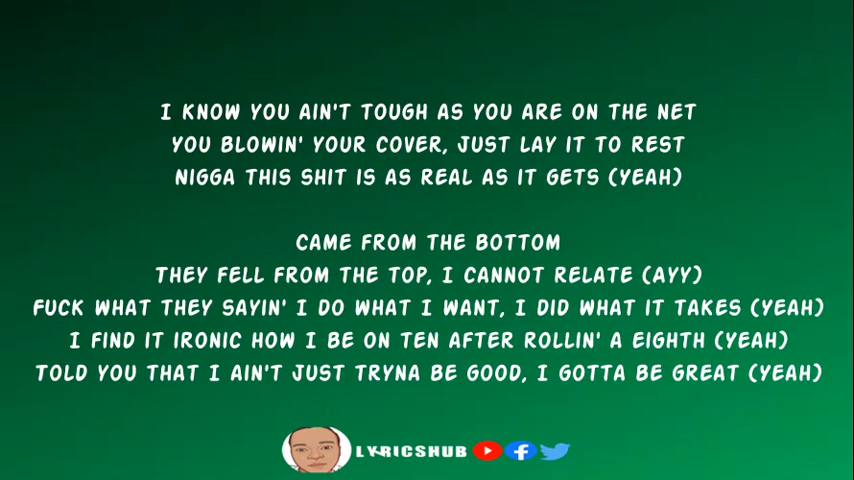 I KNOW YOU AIN'T TOUGH AS YOU ARE ON THE NET
YOU BLOWIN' YOUR COVER, JUST LAY IT TO REST
NIGGA THIS SHIT IS AS REAL AS IT GETS (YEAH)
CAME FROM THE BOTTOM
THEY FELL FROM THE TOP, I CANNOT RELATE (AYY)
FUCK WHAT THEY SAYIN' I DO WHAT I WANT, I DID WHAT IT TAKES (YEAH)
I FIND IT IRONIC HOW I BE ON TEN AFTER ROLLIN' A EIGHTH (YEAH)
TOLD YOU THAT I AIN'T JUST TRYNA BE GOOD, I GOTTA BE GREAT (YEAH)
LYRICSHUB